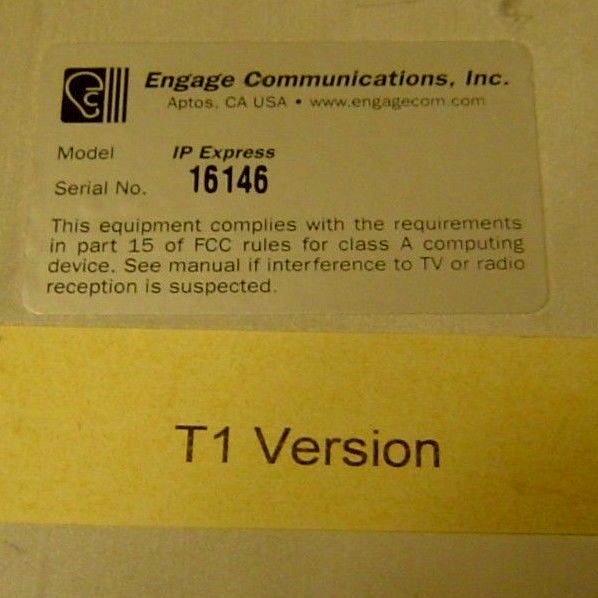 Engage Communications, Inc.
Aptos, CA USA • www.engagecom.com
Model IP Express
Serial No. 16146
This equipment complies with the requirements
in part 15 of FCC rules for class A computing
device. See manual if interference to TV or radio
reception is suspected.
T1 Version